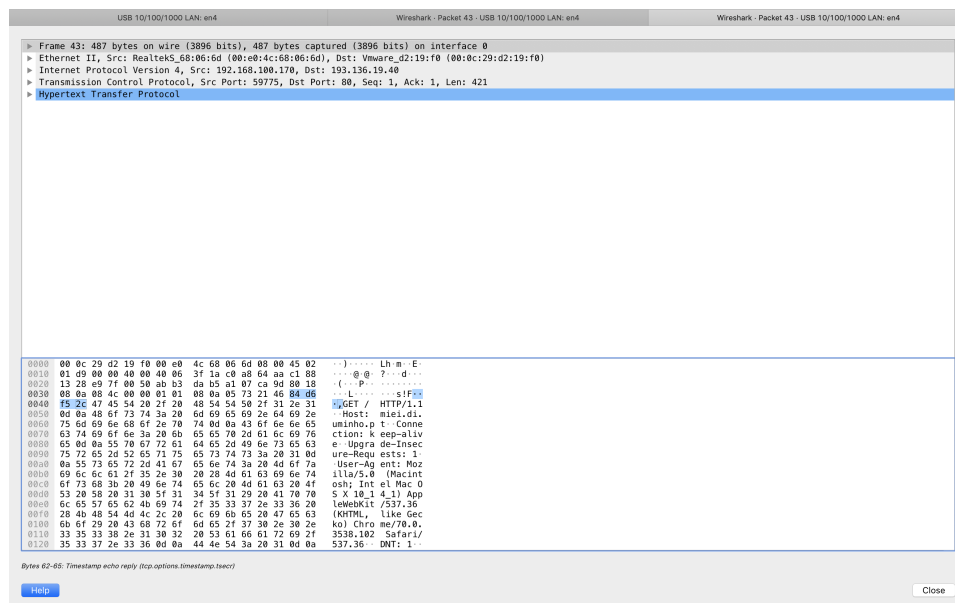 USB 10/100/1000 LAN: en4 Wireshark · Packet 43 · USB 10/100/1000 LAN: en4 Wireshark · Packet 43 · USB 10/100/1000 LAN: en4
▶ Frame 43: 487 bytes on wire (3896 bits), 487 bytes captured (3896 bits) on interface 0
▶ Ethernet II, Src: RealtekS_68:06:6d (00:e0:4c:68:06:6d), Dst: Vmware_d2:19:f0 (00:0c:29:d2:19:f0)
▶ Internet Protocol Version 4, Src: 192.168.100.170, Dst: 193.136.19.40
▶ Transmission Control Protocol, Src Port: 59775, Dst Port: 80, Seq: 1, Ack: 1, Len: 421
▶ Hypertext Transfer Protocol
0000 00 0c 29 d2 19 f0 00 e0 4c 68 06 6d 08 00 45 02 ··)····· Lh·m··E·
0010 01 d9 00 00 40 00 40 06 3f 1a c0 a8 64 aa c1 88 ····@·@· ?···d···
0020 13 28 e9 7f 00 50 ab b3 da b5 a1 07 ca 9d 80 18 ·(···P·· ········
0030 08 0a 08 4c 00 00 01 01 08 0a 05 73 21 46 84 d6 ···L···· ···s!F··
0040 f5 2c 47 45 54 20 2f 20 48 54 54 50 2f 31 2e 31 ·,GET / HTTP/1.1
0050 0d 0a 48 6f 73 74 3a 20 6d 69 65 69 2e 64 69 2e ··Host: miei.di.
0060 75 6d 69 6e 68 6f 2e 70 74 0d 0a 43 6f 6e 6e 65 uminho.p t··Conne
0070 63 74 69 6f 6e 3a 20 6b 65 65 70 2d 61 6c 69 76 ction: k eep-aliv
0080 65 0d 0a 55 70 67 72 61 64 65 2d 49 6e 73 65 63 e··Upgra de-Insec
0090 75 72 65 2d 52 65 71 75 65 73 74 73 3a 20 31 0d ure-Requ ests: 1·
00a0 0a 55 73 65 72 2d 41 67 65 6e 74 3a 20 4d 6f 7a ·User-Ag ent: Moz
00b0 69 6c 6c 61 2f 35 2e 30 20 28 4d 61 63 69 6e 74 illa/5.0 (Macint
00c0 6f 73 68 3b 20 49 6e 74 65 6c 20 4d 61 63 20 4f osh; Int el Mac O
00d0 53 20 58 20 31 30 5f 31 34 5f 31 29 20 41 70 70 S X 10_1 4_1) App
00e0 6c 65 57 65 62 4b 69 74 2f 35 33 37 2e 33 36 20 leWebKit /537.36
00f0 28 4b 48 54 4d 4c 2c 20 6c 69 6b 65 20 47 65 63 (KHTML, like Gec
0100 6b 6f 29 20 43 68 72 6f 6d 65 2f 37 30 2e 30 2e ko) Chro me/70.0.
0110 33 35 33 38 2e 31 30 32 20 53 61 66 61 72 69 2f 3538.102 Safari/
0120 35 33 37 2e 33 36 0d 0a 44 4e 54 3a 20 31 0d 0a 537.36·· DNT: 1··
Bytes 62-65: Timestamp echo reply (tcp.options.timestamp.tsecr)
Help Close